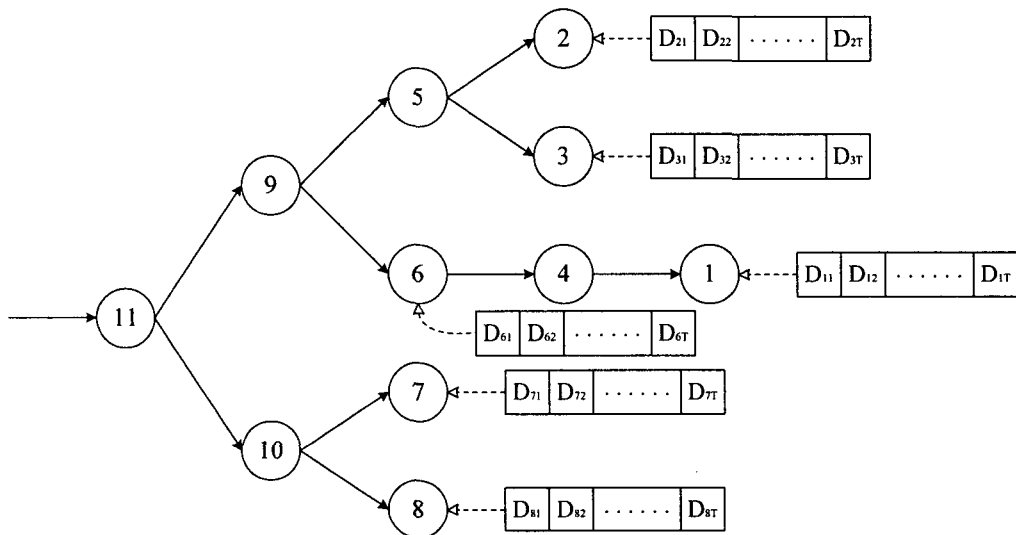 2
D21 D22 ...... D2T
5
3
D31 D32 ...... D3T
9
6
4
1
D11 D12 ...... D1T
11
D61 D62 ...... D6T
7
D71 D72 ...... D7T
10
8
D81 D82 ...... D8T